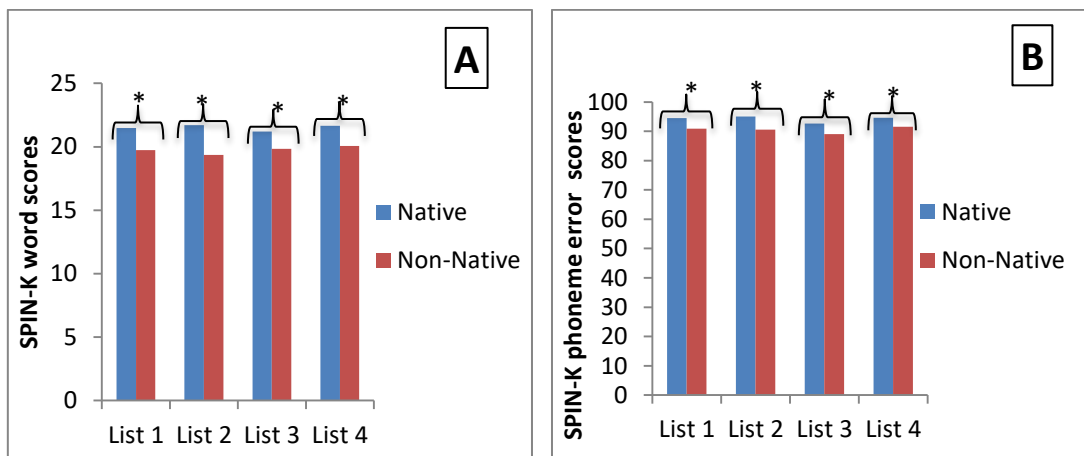 A
SPIN-K word scores
25
20
15
10
5
0
* * * *
List 1 List 2 List 3 List 4
Native
Non-Native
B
SPIN-K phoneme error scores
100
90
80
70
60
50
40
30
20
10
0
* * * *
List 1 List 2 List 3 List 4
Native
Non-Native